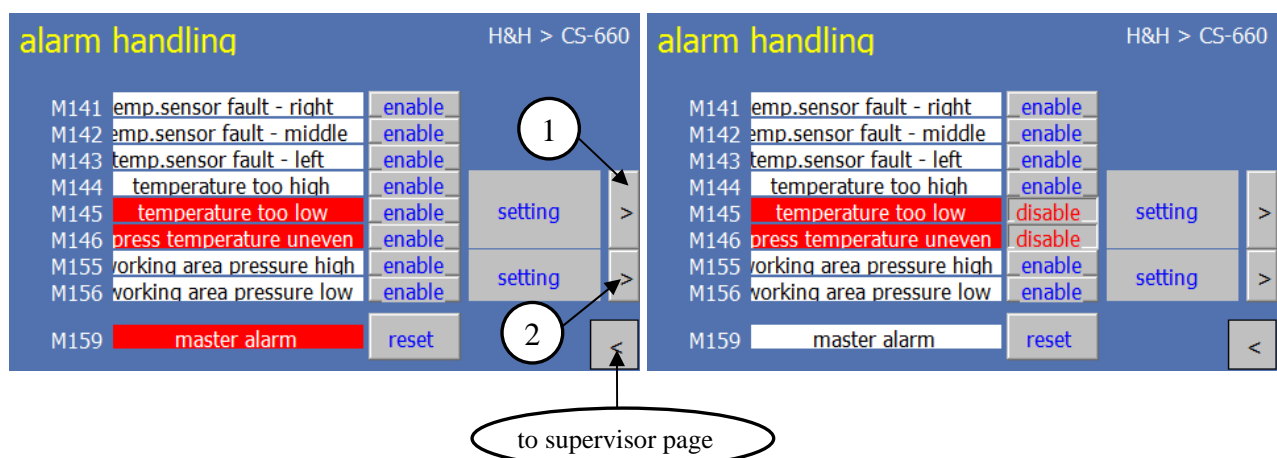 alarm handling
H&H > CS-660
M141 emp.sensor fault - right enable
M142 emp.sensor fault - middle enable
M143 temp.sensor fault - left enable
M144 temperature too high enable
M145 temperature too low enable setting >
M146 press temperature uneven enable
M155 working area pressure high enable
M156 working area pressure low enable setting >
M159 master alarm reset <
1
2
to supervisor page
alarm handling
H&H > CS-660
M141 emp.sensor fault - right enable
M142 emp.sensor fault - middle enable
M143 temp.sensor fault - left enable
M144 temperature too high enable
M145 temperature too low disable setting >
M146 press temperature uneven disable
M155 working area pressure high enable
M156 working area pressure low enable setting >
M159 master alarm reset <